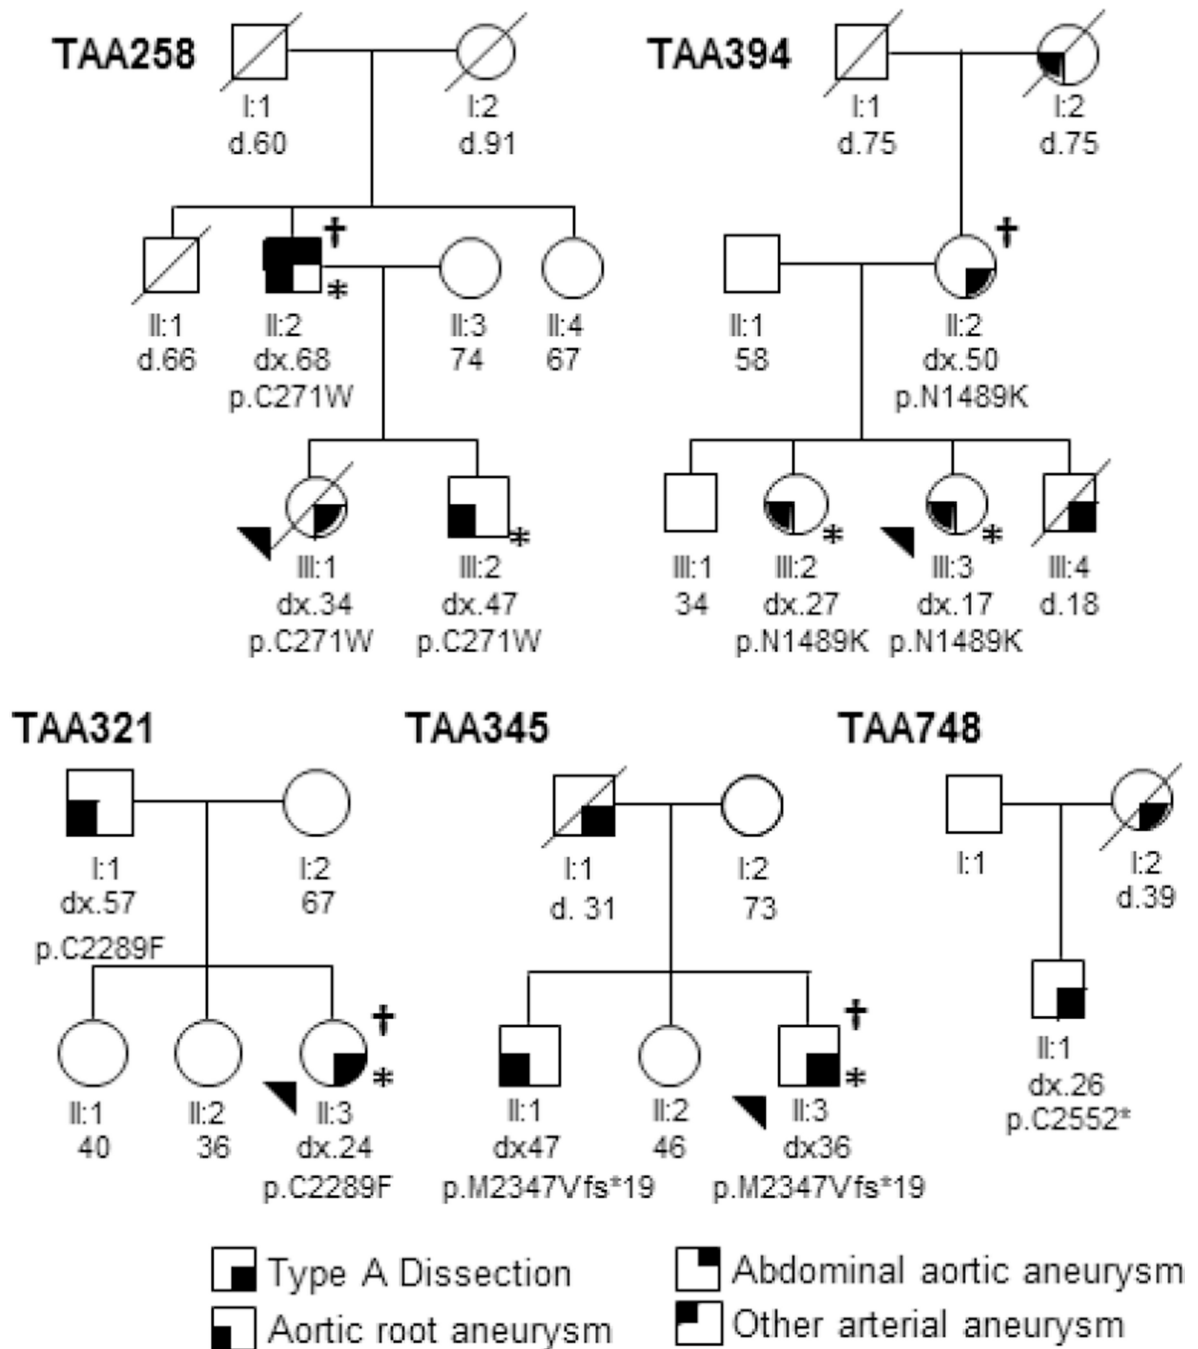 TAA258
TAA394
I:1
I:2
I:1
I:2
d.60
d.91
d.75
d.75
†
†
*
II:1
II:2
II:3
II:4
II:1
II:2
d.66
dx.68
74
67
58
dx.50
p.C271W
p.N1489K
*
*
*
III:1
III:2
III:1
III:2
III:3
III:4
dx.34
dx.47
34
dx.27
dx.17
d.18
p.C271W
p.C271W
p.N1489K
p.N1489K
TAA321
TAA345
TAA748
I:1
I:2
I:1
I:2
I:1
I:2
dx.57
67
d. 31
73
d.39
p.C2289F
†
*
†
*
II:1
II:2
II:3
II:1
II:2
II:3
II:1
40
36
dx.24
dx47
46
dx36
dx.26
p.C2289F
p.M2347Vfs*19
p.M2347Vfs*19
p.C2552*
Type A Dissection
Abdominal aortic aneurysm
Aortic root aneurysm
Other arterial aneurysm